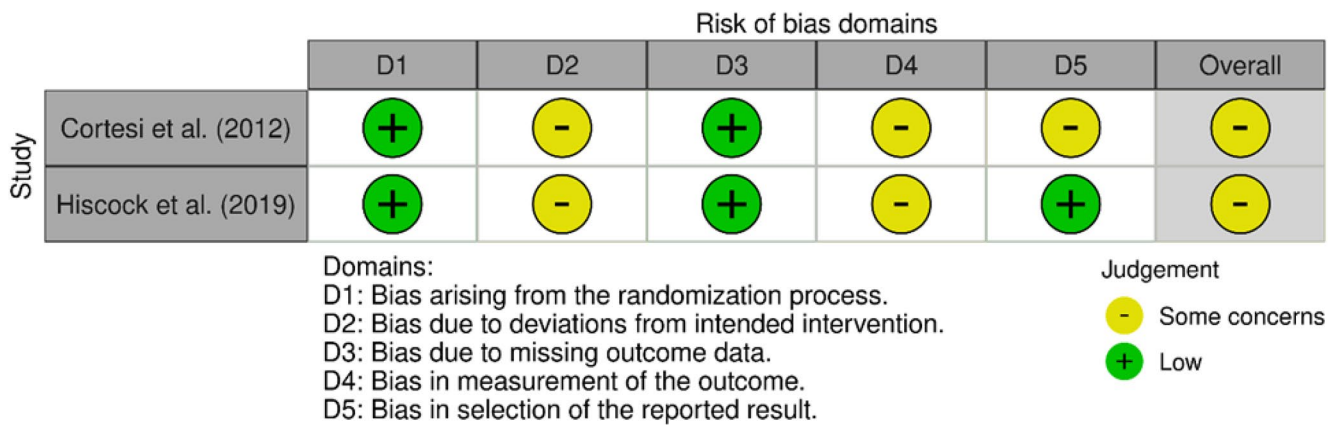 Risk of bias domains
D1 D2 D3 D4 D5 Overall
Study
Cortesi et al. (2012) + - + - - -
Hiscock et al. (2019) + - + - + -
Domains:
D1: Bias arising from the randomization process.
D2: Bias due to deviations from intended intervention.
D3: Bias due to missing outcome data.
D4: Bias in measurement of the outcome.
D5: Bias in selection of the reported result.
Judgement
- Some concerns
+ Low